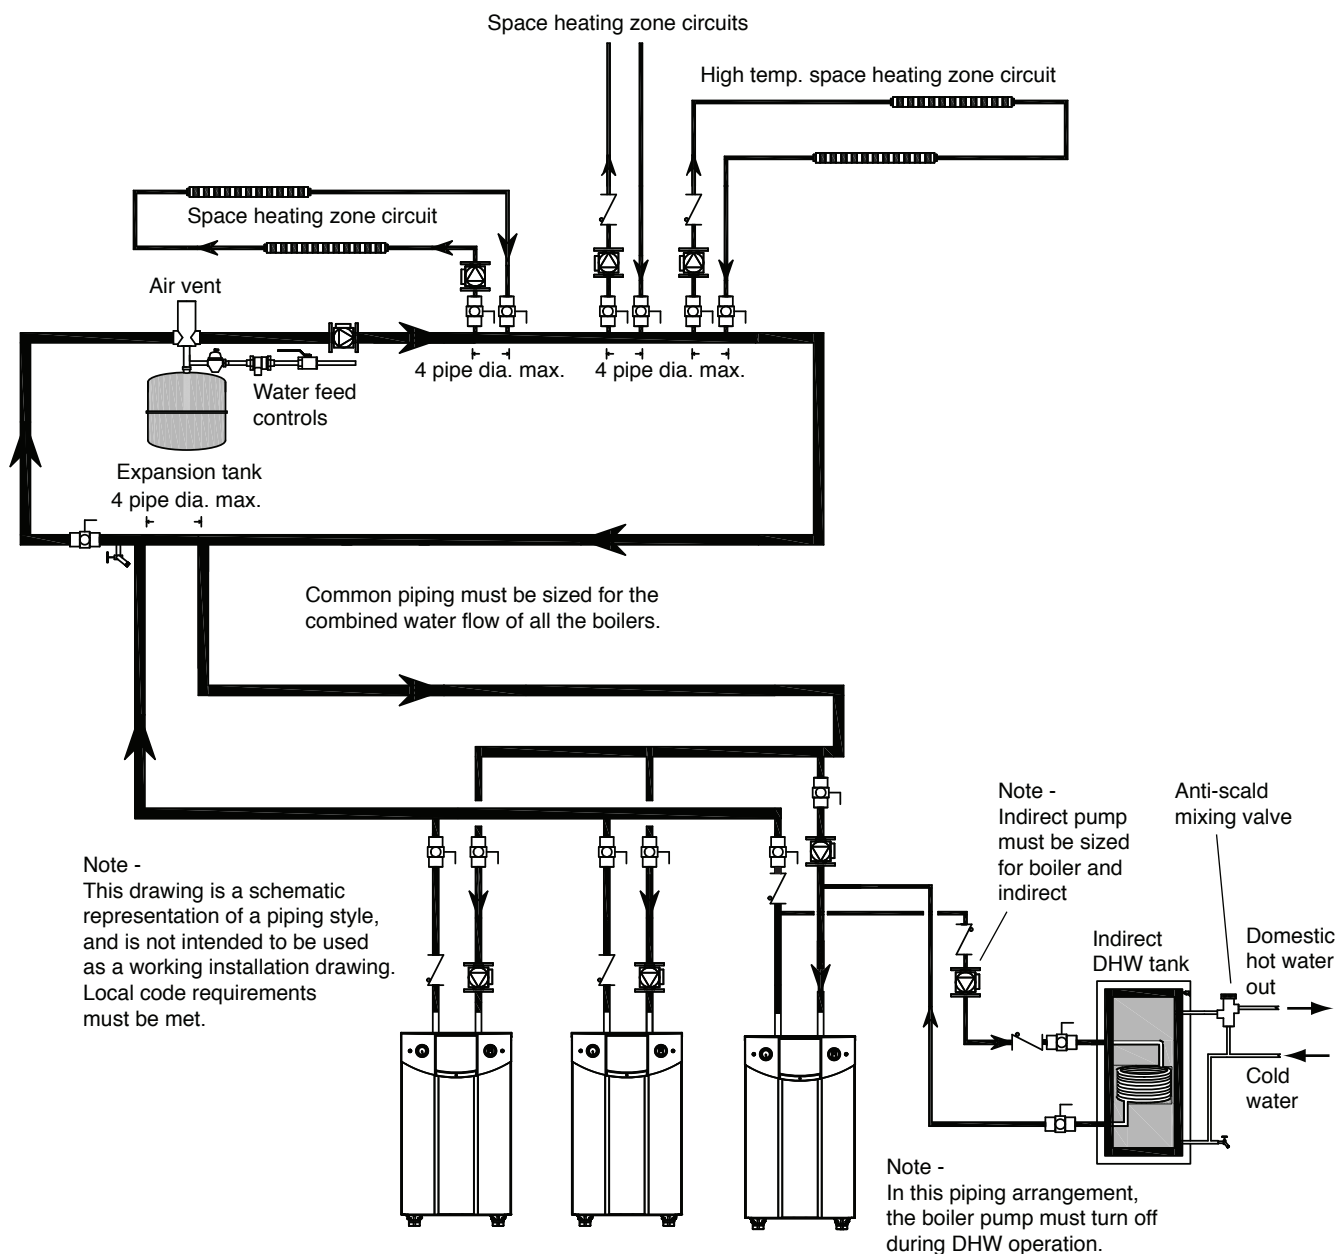 Space heating zone circuits
High temp. space heating zone circuit
Space heating zone circuit
Air vent
4 pipe dia. max.
4 pipe dia. max.
Water feed
controls
Expansion tank
4 pipe dia. max.
Common piping must be sized for the
combined water flow of all the boilers.
Note -
Indirect pump
must be sized
for boiler and
indirect
Anti-scald
mixing valve
Note -
This drawing is a schematic
representation of a piping style,
and is not intended to be used
as a working installation drawing.
Local code requirements
must be met.
Indirect
DHW tank
Domestic
hot water
out
Cold
water
Note -
In this piping arrangement,
the boiler pump must turn off
during DHW operation.